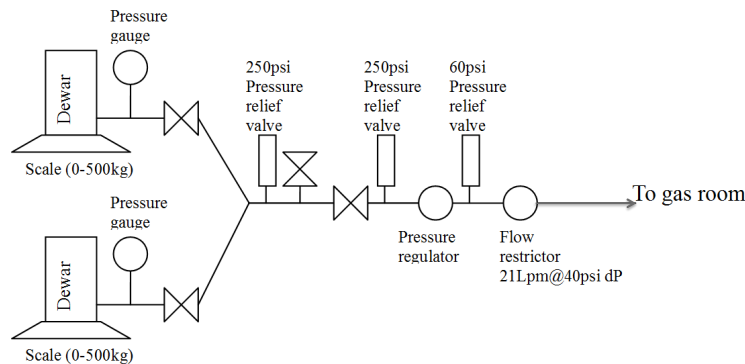 Pressure
gauge
Dewar
Scale (0-500kg)
250psi
Pressure
relief
valve
250psi
Pressure
relief
valve
60psi
Pressure
relief
valve
To gas room
Pressure
regulator
Flow
restrictor
21Lpm@40psi dP
Pressure
gauge
Dewar
Scale (0-500kg)